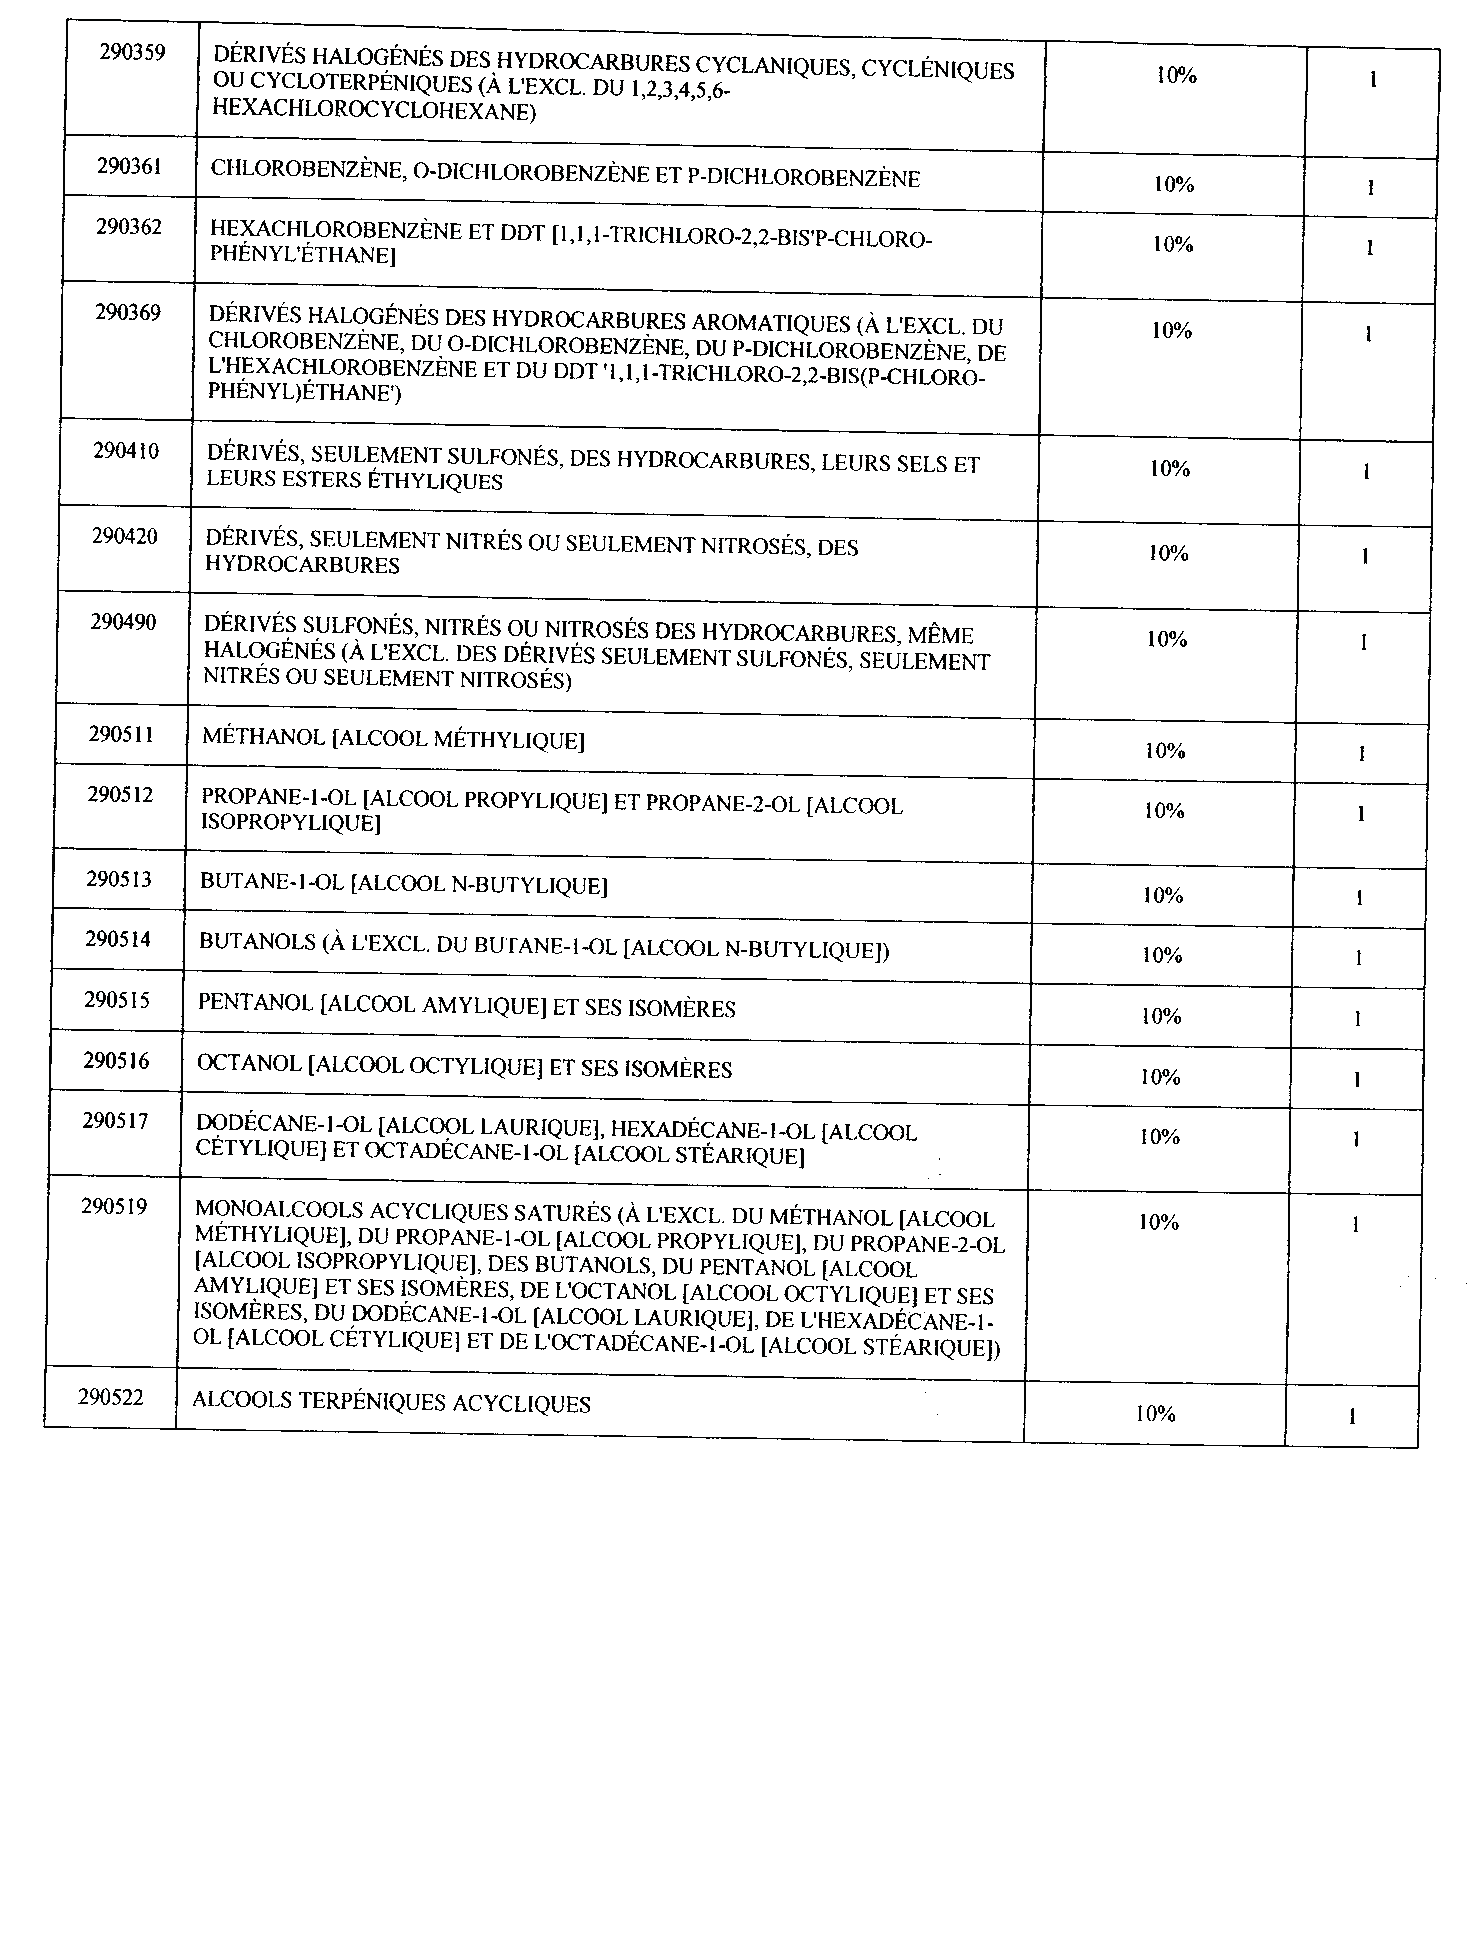 290359 DÉRIVÉS HALOGÉNÉS DES HYDROCARBURES CYCLANIQUES, CYCLÉNIQUES 10% 1
OU CYCLOTERPÉNIQUES (À L'EXCL. DU 1,2,3,4,5,6-
HEXACHLOROCYCLOHEXANE)
290361 CHLOROBENZÈNE, O-DICHLOROBENZÈNE ET P-DICHLOROBENZÈNE 10% 1
290362 HEXACHLOROBENZÈNE ET DDT [1,1,1-TRICHLORO-2,2-BIS'P-CHLORO- 10% 1
PHÉNYL'ÉTHANE]
290369 DÉRIVÉS HALOGÉNÉS DES HYDROCARBURES AROMATIQUES (À L'EXCL. DU 10% 1
CHLOROBENZÈNE, DU O-DICHLOROBENZÈNE, DU P-DICHLOROBENZÈNE, DE
L'HEXACHLOROBENZÈNE ET DU DDT '1,1,1-TRICHLORO-2,2-BIS(P-CHLORO-
PHÉNYL)ÉTHANE')
290410 DÉRIVÉS, SEULEMENT SULFONÉS, DES HYDROCARBURES, LEURS SELS ET 10% 1
LEURS ESTERS ÉTHYLIQUES
290420 DÉRIVÉS, SEULEMENT NITRÉS OU SEULEMENT NITROSÉS, DES 10% 1
HYDROCARBURES
290490 DÉRIVÉS SULFONÉS, NITRÉS OU NITROSÉS DES HYDROCARBURES, MÊME 10% 1
HALOGÉNÉS (À L'EXCL. DES DÉRIVÉS SEULEMENT SULFONÉS, SEULEMENT
NITRÉS OU SEULEMENT NITROSÉS)
290511 MÉTHANOL [ALCOOL MÉTHYLIQUE] 10% 1
290512 PROPANE-1-OL [ALCOOL PROPYLIQUE] ET PROPANE-2-OL [ALCOOL 10% 1
ISOPROPYLIQUE]
290513 BUTANE-1-OL [ALCOOL N-BUTYLIQUE] 10% 1
290514 BUTANOLS (À L'EXCL. DU BUTANE-1-OL [ALCOOL N-BUTYLIQUE]) 10% 1
290515 PENTANOL [ALCOOL AMYLIQUE] ET SES ISOMÈRES 10% 1
290516 OCTANOL [ALCOOL OCTYLIQUE] ET SES ISOMÈRES 10% 1
290517 DODÉCANE-1-OL [ALCOOL LAURIQUE], HEXADÉCANE-1-OL [ALCOOL 10% 1
CÉTYLIQUE] ET OCTADÉCANE-1-OL [ALCOOL STÉARIQUE]
290519 MONOALCOOLS ACYCLIQUES SATURÉS (À L'EXCL. DU MÉTHANOL [ALCOOL 10% 1
MÉTHYLIQUE], DU PROPANE-1-OL [ALCOOL PROPYLIQUE], DU PROPANE-2-OL
[ALCOOL ISOPROPYLIQUE], DES BUTANOLS, DU PENTANOL [ALCOOL
AMYLIQUE] ET SES ISOMÈRES, DE L'OCTANOL [ALCOOL OCTYLIQUE] ET SES
ISOMÈRES, DU DODÉCANE-1-OL [ALCOOL LAURIQUE], DE L'HEXADÉCANE-1-
OL [ALCOOL CÉTYLIQUE] ET DE L'OCTADÉCANE-1-OL [ALCOOL STÉARIQUE])
290522 ALCOOLS TERPÉNIQUES ACYCLIQUES 10% 1